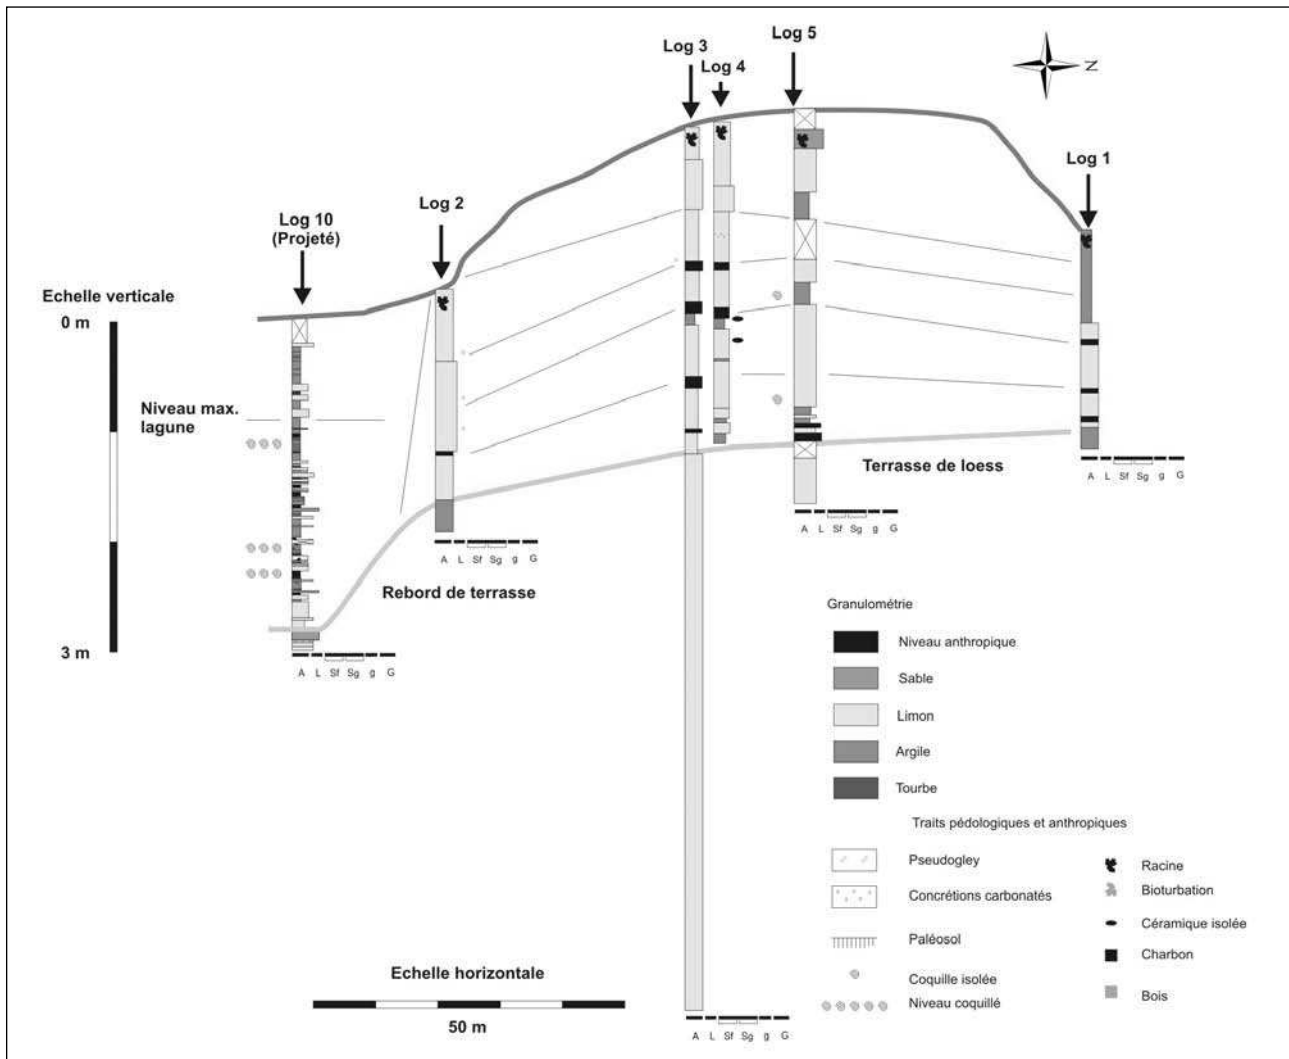 Log 3
Log 5
Log 4
N
Log 1
Log 2
Log 10
(Projeté)
Echelle verticale
0 m
Niveau max.
lagune
3 m
Terrasse de loess
Rebord de terrasse
A L Sf Sg g G
A L Sf Sg g G
A L Sf Sg g G
A L Sf Sg g G
Granulométrie
Niveau anthropique
Sable
Limon
Argile
Tourbe
Traits pédologiques et anthropiques
Pseudogley
Concrétions carbonatés
Paléosol
Coquille isolée
Niveau coquillé
Racine
Bioturbation
Céramique isolée
Charbon
Bois
Echelle horizontale
50 m
A L Sf Sg g G